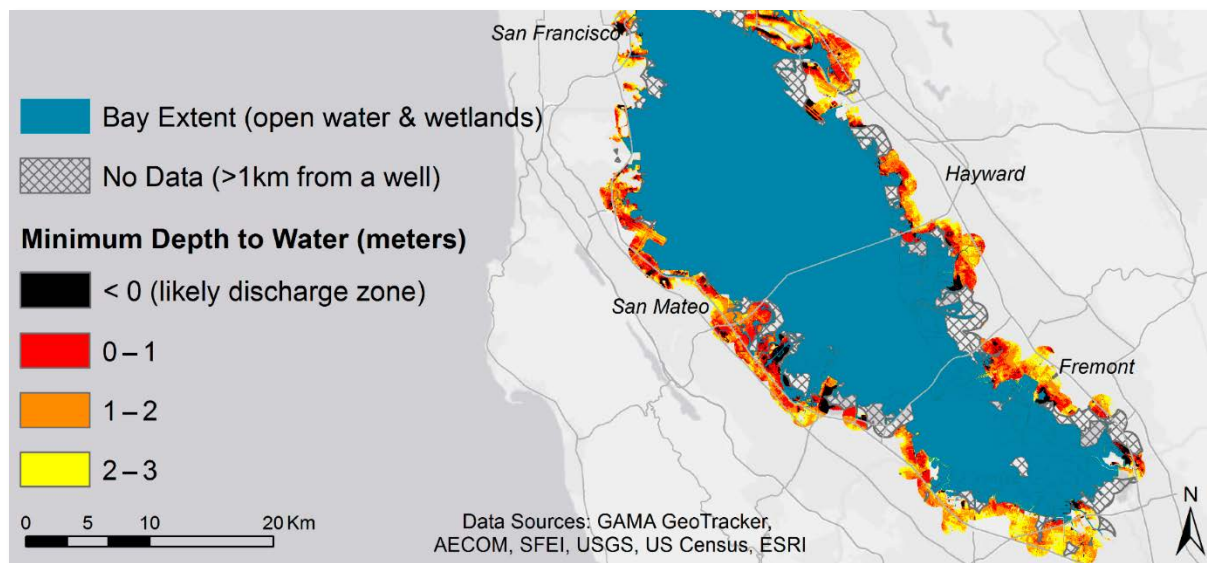 San Francisco
Bay Extent (open water & wetlands)
No Data (>1km from a well)
Hayward
Minimum Depth to Water (meters)
< 0 (likely discharge zone)
San Mateo
0 – 1
Fremont
1 – 2
2 – 3
0 5 10 20 Km
Data Sources: GAMA GeoTracker,
AECOM, SFEI, USGS, US Census, ESRI
N